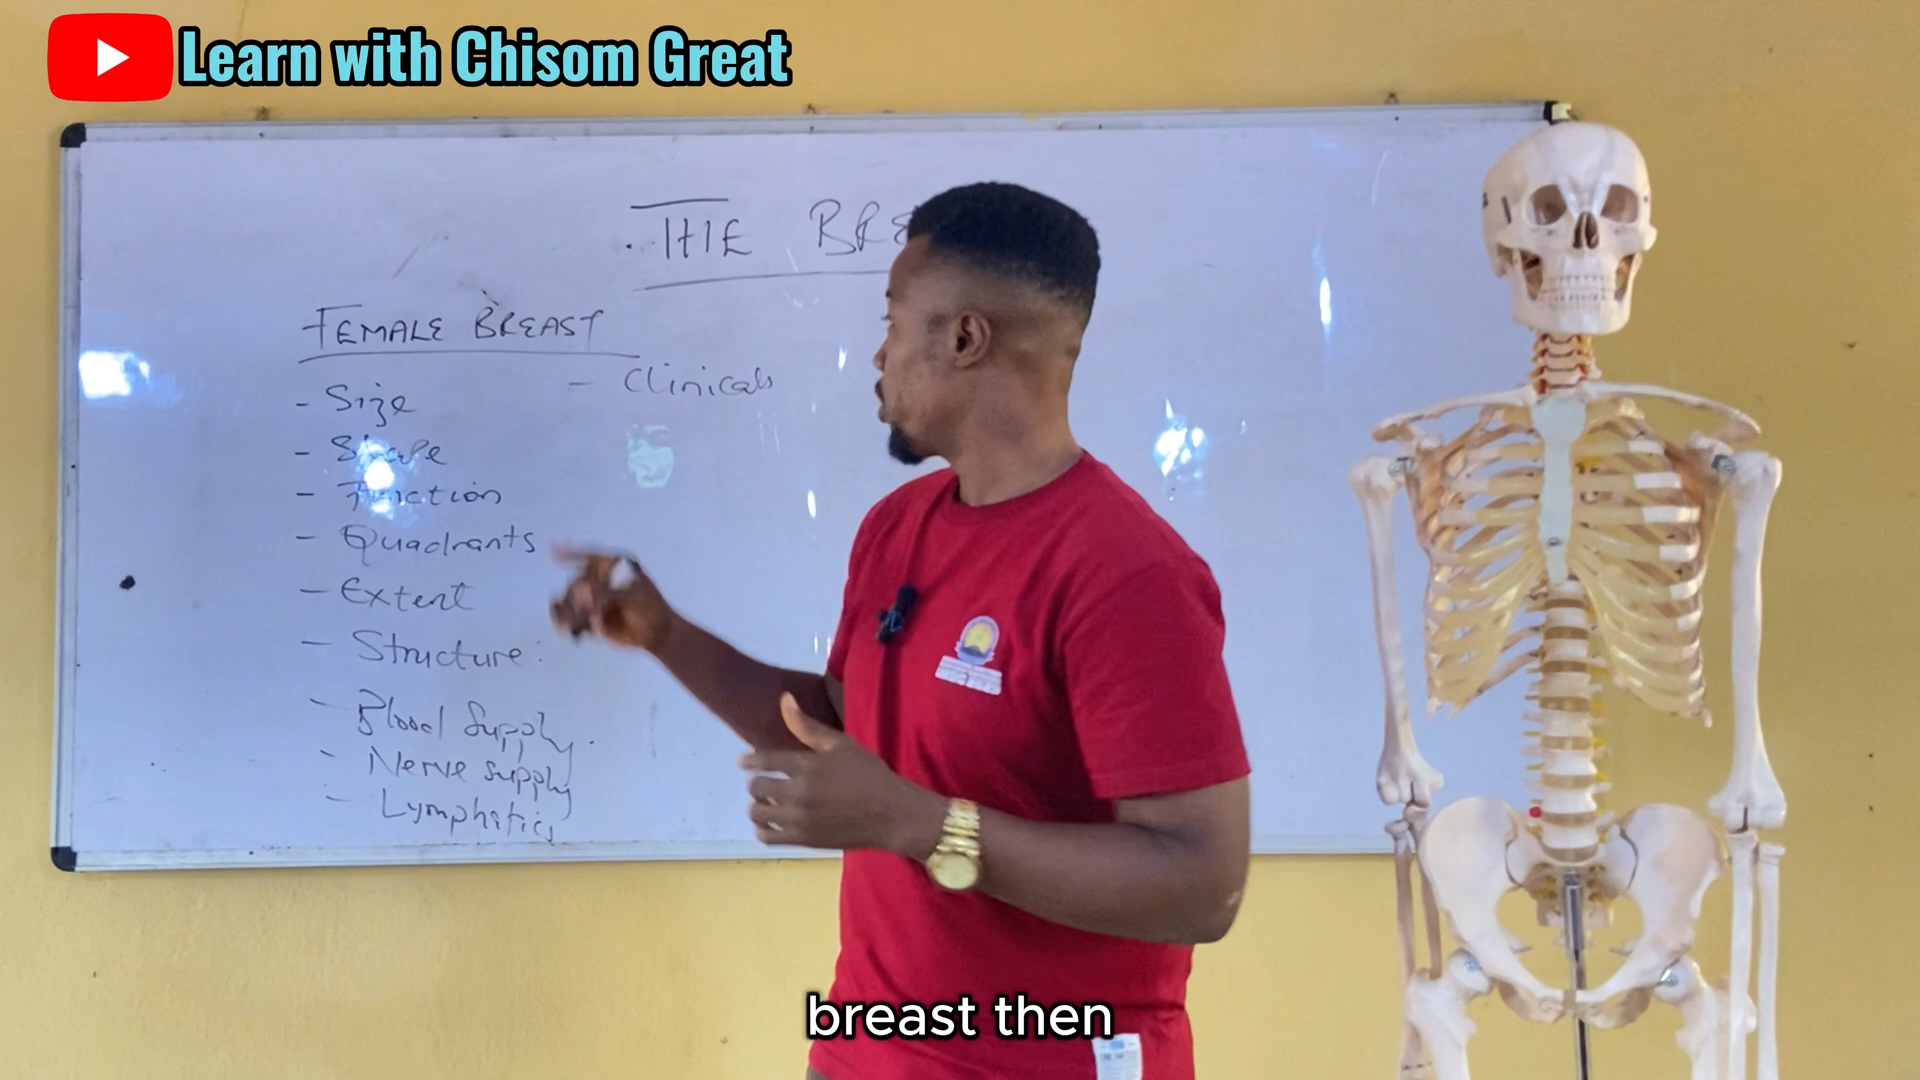 Learn with Chisom Great
THE BRE
FEMALE BREAST
- Size
- Shape
- Function
- Quadrants
- Extent
- Structure:
- Blood Supply.
- Nerve supply
- Lymphatics
- Clinicals
breast then